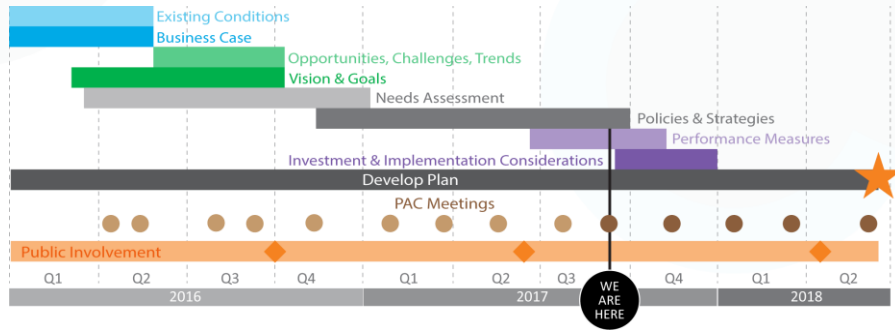 Existing Conditions
Business Case
Opportunities, Challenges, Trends
Vision & Goals
Needs Assessment
Policies & Strategies
Performance Measures
Investment & Implementation Considerations
Develop Plan
PAC Meetings
Public Involvement
Q1 Q2 Q3 Q4 Q1 Q2 Q3 Q4 Q1 Q2
2016 2017 2018
WE
ARE
HERE